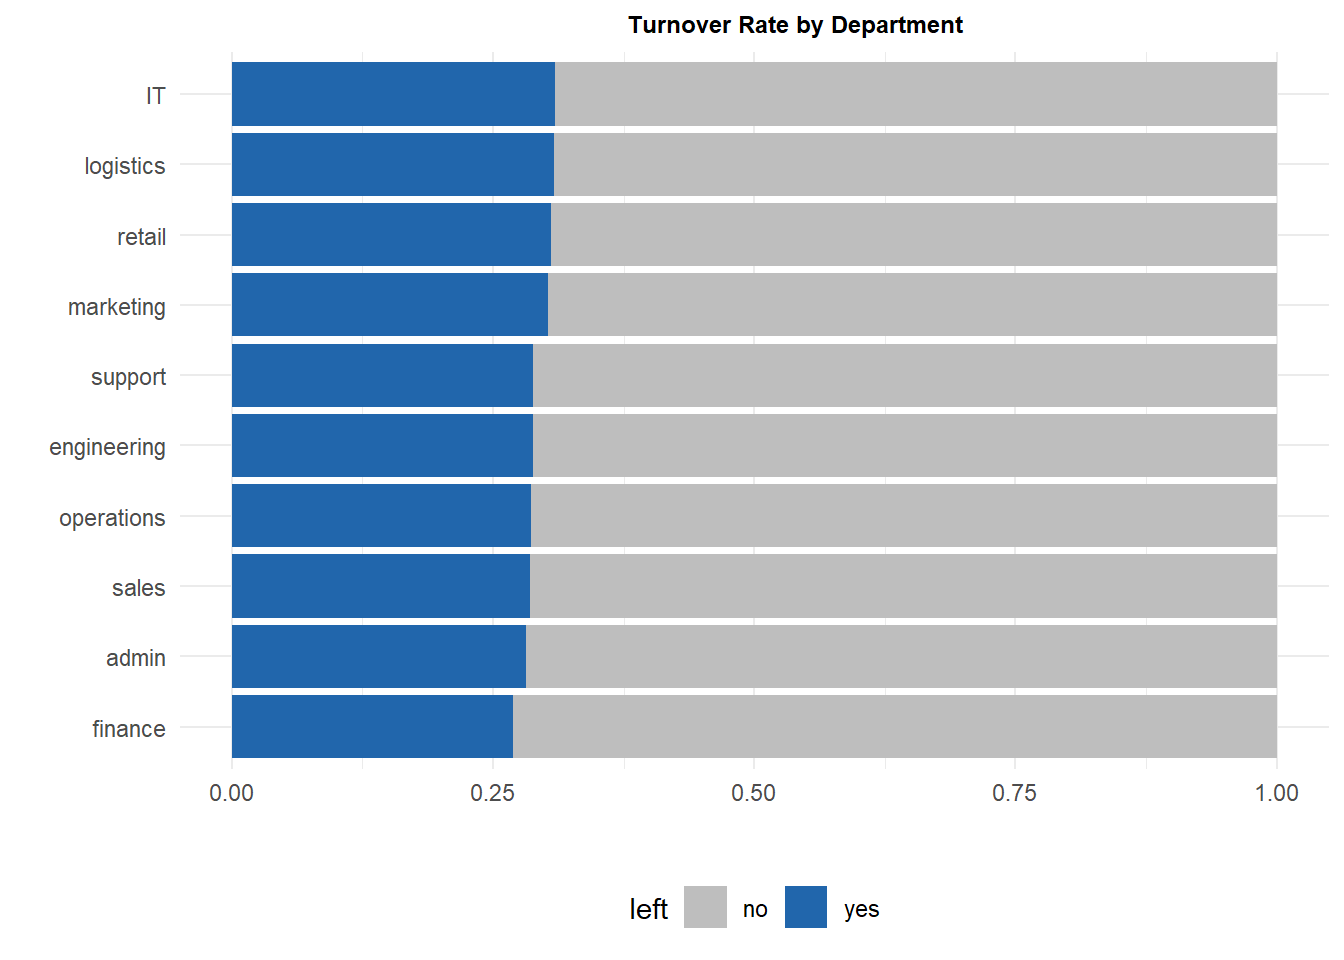 Turnover Rate by Department
IT
logistics
retail
marketing
support
engineering
operations
sales
admin
finance
0.00 0.25 0.50 0.75 1.00
left no yes